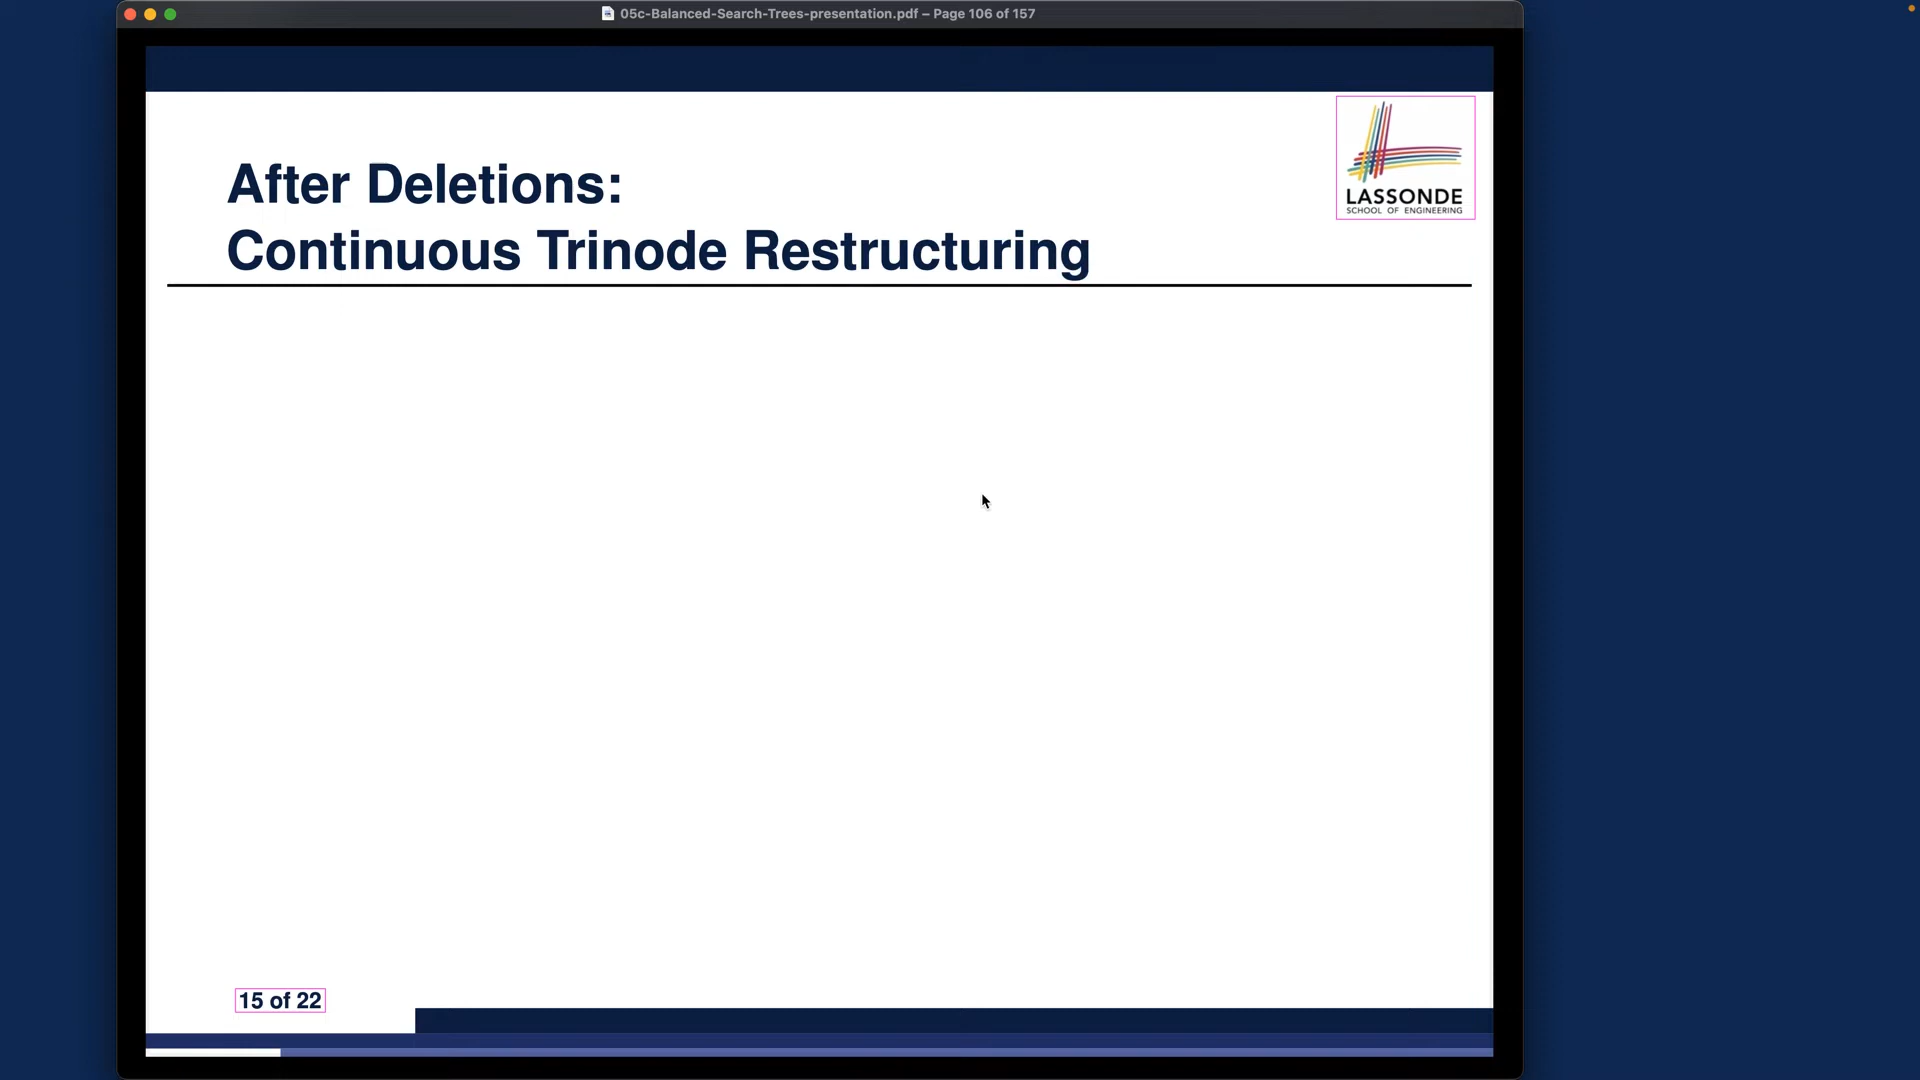 05c-Balanced-Search-Trees-presentation.pdf – Page 106 of 157
LASSONDE
SCHOOL OF ENGINEERING
After Deletions:
Continuous Trinode Restructuring
15 of 22